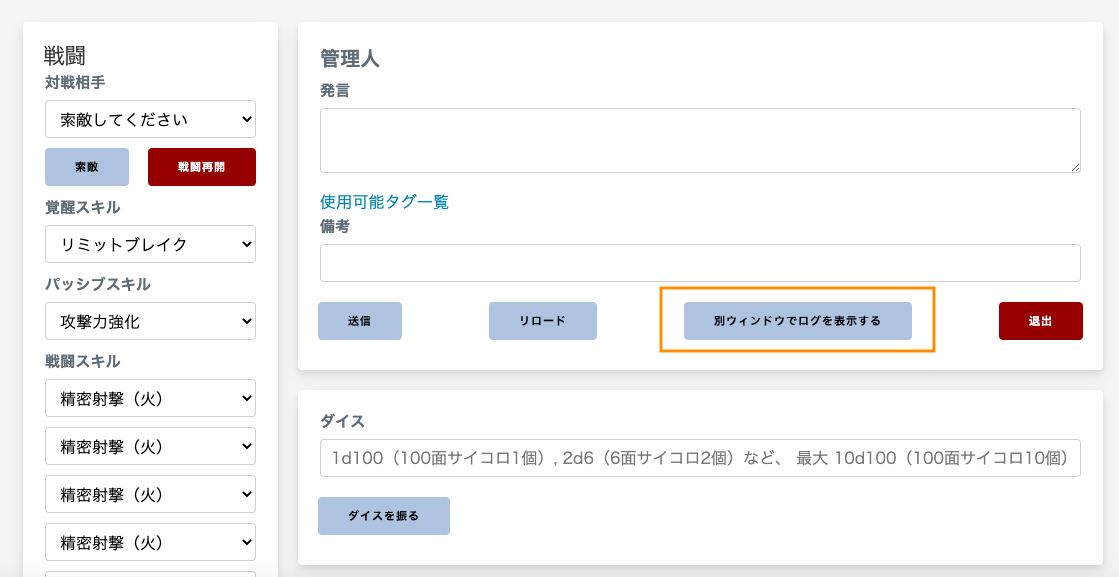 戦闘
対戦相手
索敵してください
索敵
戦闘再開
覚醒スキル
リミットブレイク
パッシブスキル
攻撃力強化
戦闘スキル
精密射撃（火）
精密射撃（火）
精密射撃（火）
精密射撃（火）
管理人
発言
使用可能タグ一覧
備考
送信
リロード
別ウィンドウでログを表示する
退出
ダイス
1d100（100面サイコロ1個）, 2d6（6面サイコロ2個）など、 最大 10d100（100面サイコロ10個）
ダイスを振る